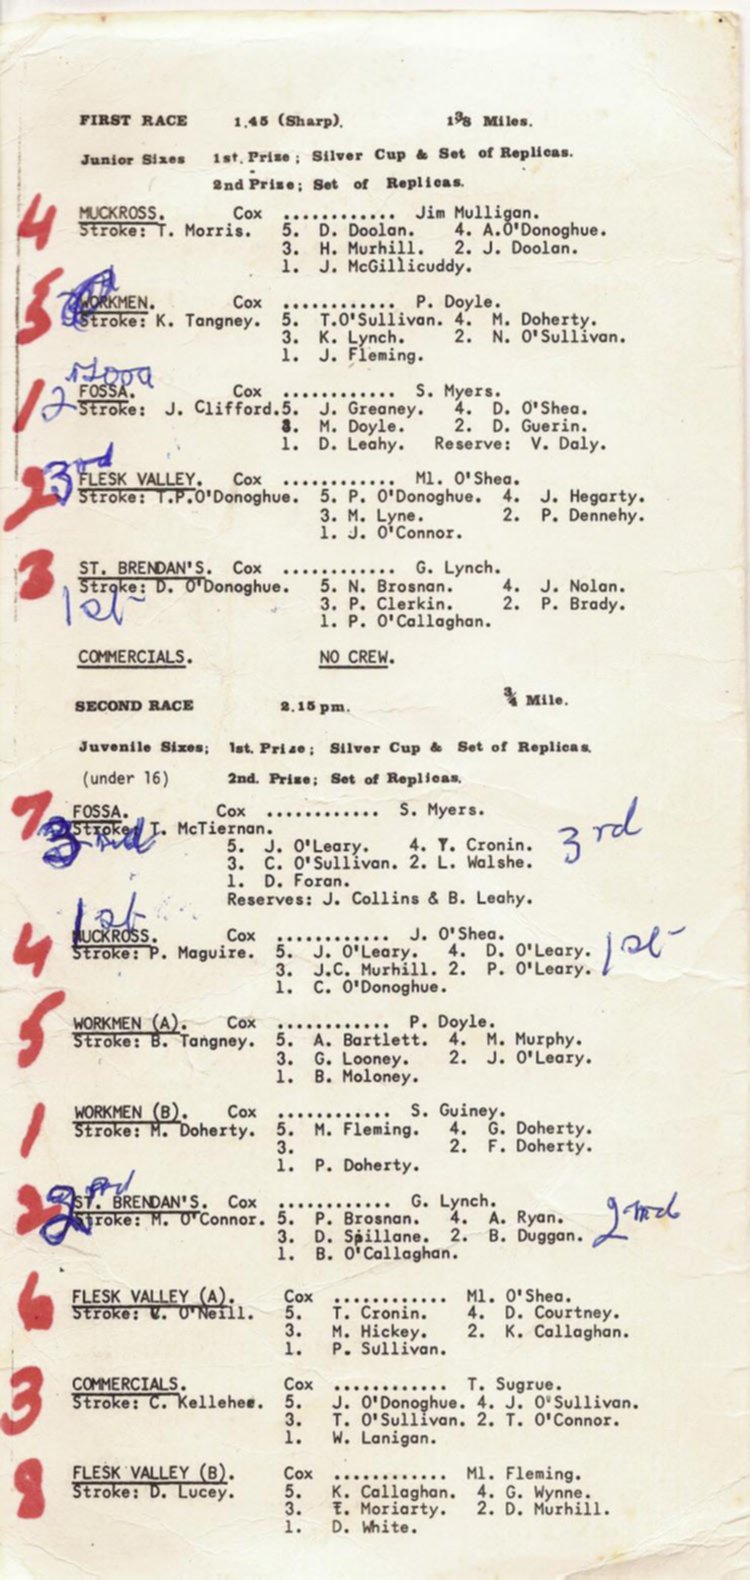 FIRST RACE 1.45 (Sharp). 1⅜ Miles.
Junior Sixes 1st. Prize; Silver Cup & Set of Replicas.
2nd Prize; Set of Replicas.
4 MUCKROSS. Cox ............ Jim Mulligan.
Stroke: T. Morris. 5. D. Doolan. 4. A.O'Donoghue.
3. H. Murhill. 2. J. Doolan.
1. J. McGillicuddy.
5 WORKMEN. Cox ............ P. Doyle.
Stroke: K. Tangney. 5. T.O'Sullivan. 4. M. Doherty.
3. K. Lynch. 2. N. O'Sullivan.
1. J. Fleming.
1 2 FOSSA. Cox ............ S. Myers.
Stroke: J. Clifford. 5. J. Greaney. 4. D. O'Shea.
3. M. Doyle. 2. D. Guerin.
1. D. Leahy. Reserve: V. Daly.
2 3rd FLESK VALLEY. Cox ............ Ml. O'Shea.
Stroke: T.P.O'Donoghue. 5. P. O'Donoghue. 4. J. Hegarty.
3. M. Lyne. 2. P. Dennehy.
1. J. O'Connor.
3 ST. BRENDAN'S. Cox ............ G. Lynch.
Stroke: D. O'Donoghue. 5. N. Brosnan. 4. J. Nolan.
1st 3. P. Clerkin. 2. P. Brady.
1. P. O'Callaghan.
COMMERCIALS. NO CREW.
SECOND RACE 2.15 pm. ¾ Mile.
Juvenile Sixes; 1st. Prize; Silver Cup & Set of Replicas.
(under 16) 2nd. Prize; Set of Replicas.
7 FOSSA. Cox ............ S. Myers.
3rd Stroke: T. McTiernan.
5. J. O'Leary. 4. T. Cronin. 3rd
3. C. O'Sullivan. 2. L. Walshe.
1. D. Foran.
Reserves: J. Collins & B. Leahy.
1st
4 MUCKROSS. Cox ............ J. O'Shea.
Stroke: P. Maguire. 5. J. O'Leary. 4. D. O'Leary. 1st
3. J.C. Murhill. 2. P. O'Leary.
1. C. O'Donoghue.
5 WORKMEN (A). Cox ............ P. Doyle.
Stroke: B. Tangney. 5. A. Bartlett. 4. M. Murphy.
3. G. Looney. 2. J. O'Leary.
1. B. Moloney.
1 WORKMEN (B). Cox ............ S. Guiney.
Stroke: M. Doherty. 5. M. Fleming. 4. G. Doherty.
3. 2. F. Doherty.
1. P. Doherty.
2 2nd ST. BRENDAN'S. Cox ............ G. Lynch.
Stroke: M. O'Connor. 5. P. Brosnan. 4. A. Ryan. 2nd
3. D. Spillane. 2. B. Duggan.
1. B. O'Callaghan.
6 FLESK VALLEY (A). Cox ............ Ml. O'Shea.
Stroke: C. O'Neill. 5. T. Cronin. 4. D. Courtney.
3. M. Hickey. 2. K. Callaghan.
1. P. Sullivan.
3 COMMERCIALS. Cox ............ T. Sugrue.
Stroke: C. Kelleher. 5. J. O'Donoghue. 4. J. O'Sullivan.
3. T. O'Sullivan. 2. T. O'Connor.
1. W. Lanigan.
8 FLESK VALLEY (B). Cox ............ Ml. Fleming.
Stroke: D. Lucey. 5. K. Callaghan. 4. G. Wynne.
3. T. Moriarty. 2. D. Murhill.
1. D. White.